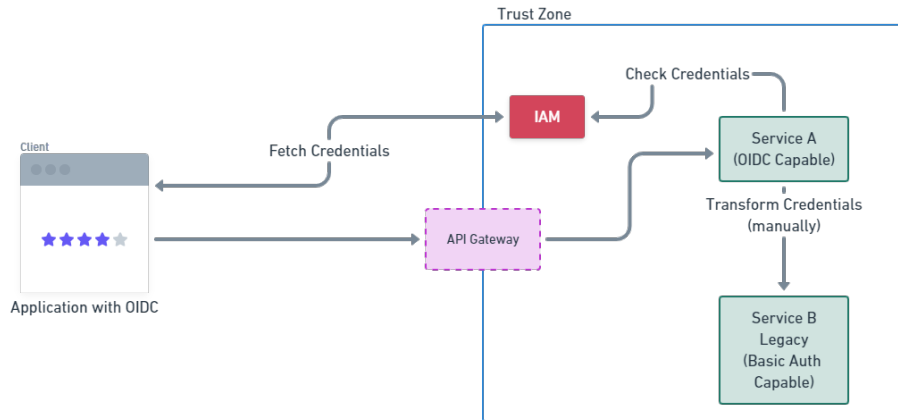 Trust Zone
Check Credentials
IAM
Service A
(OIDC Capable)
Client
Fetch Credentials
Transform Credentials
(manually)
API Gateway
Application with OIDC
Service B
Legacy
(Basic Auth
Capable)